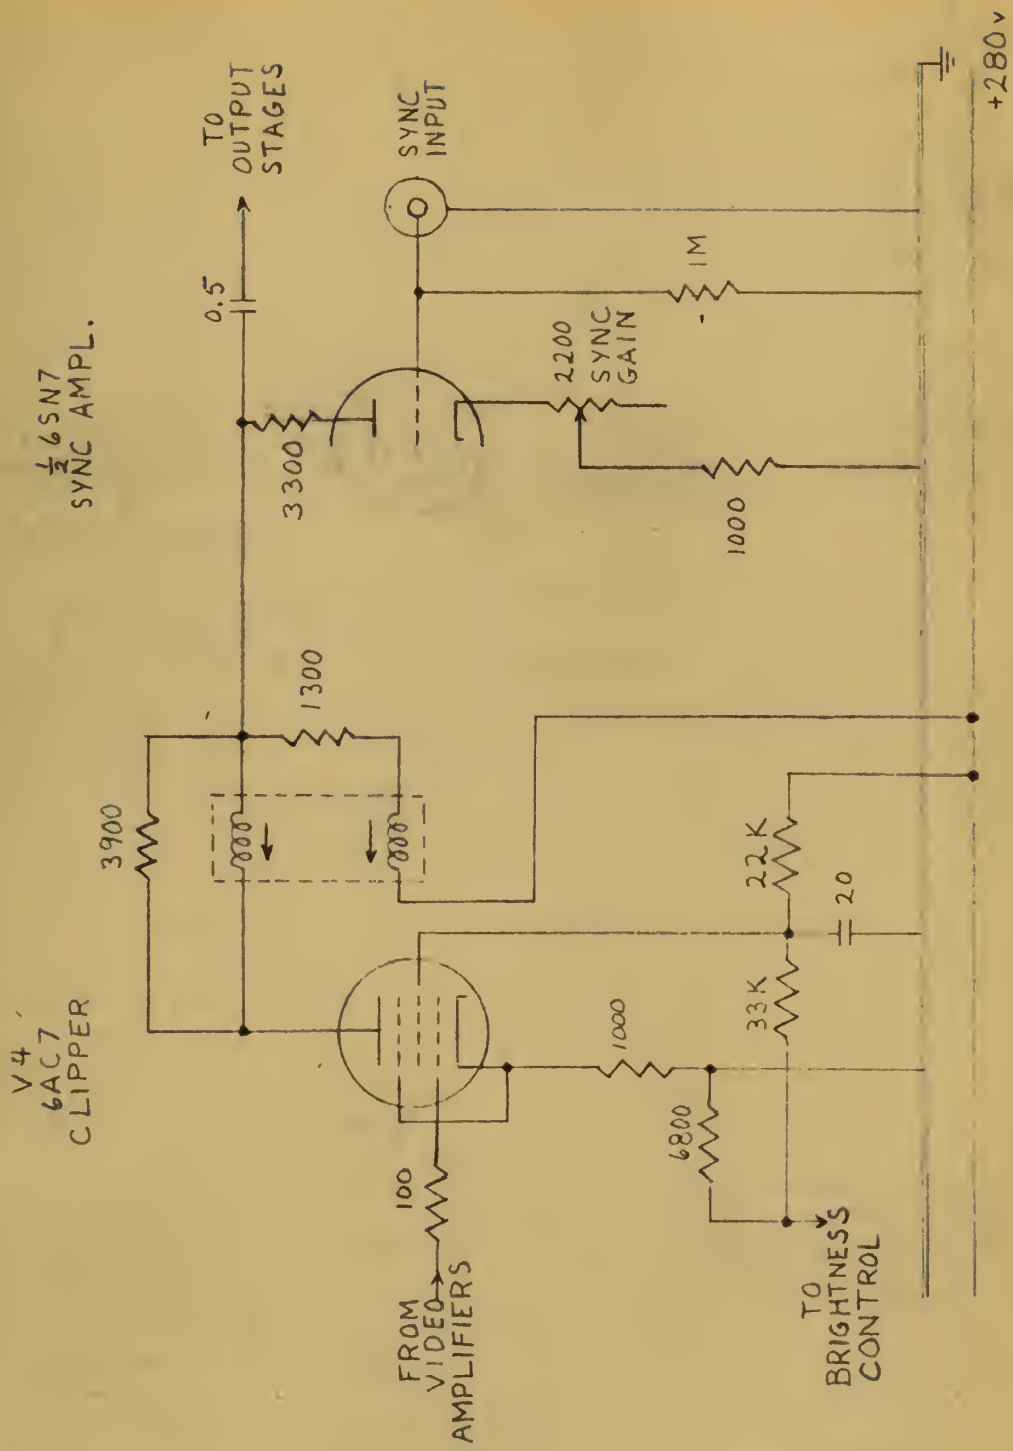 V4
6AC7
CLIPPER
½ 6SN7
SYNC AMPL.
3900
0.5
TO
OUTPUT
STAGES
1300
3300
SYNC
INPUT
FROM
VIDEO
AMPLIFIERS
100
2200
SYNC
GAIN
1M
1000
6800
1000
33K
22K
20
TO
BRIGHTNESS
CONTROL
+280V